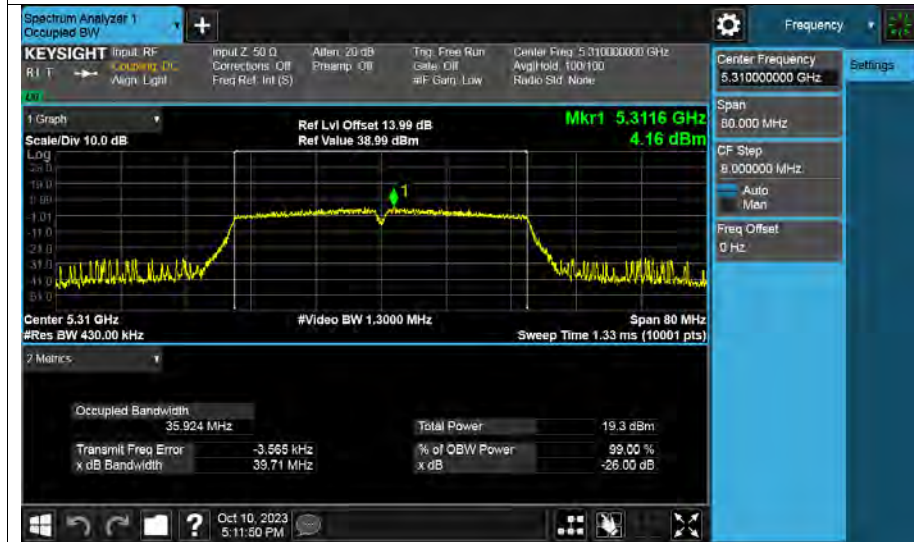 Spectrum Analyzer 1
Occupied BW
+
Frequency
KEYSIGHT Input: RF
Coupling: DC
Align: Light
Input Z: 50 Ω
Corrections: Off
Freq Ref: Int (S)
Atten: 20 dB
Preamp: Off
Trig: Free Run
Gate: Off
#IF Gain: Low
Center Freq: 5.310000000 GHz
Avg|Hold: 100/100
Radio Std: None
Center Frequency
5.310000000 GHz
Settings
Span
80.000 MHz
CF Step
8.000000 MHz
Auto
Man
Freq Offset
0 Hz
1 Graph
Scale/Div 10.0 dB
Ref Lvl Offset 13.99 dB
Ref Value 38.99 dBm
Mkr1 5.3116 GHz
4.16 dBm
Log
-1.01
1
Center 5.31 GHz
#Res BW 430.00 kHz
#Video BW 1.3000 MHz
Span 80 MHz
Sweep Time 1.33 ms (10001 pts)
2 Metrics
Occupied Bandwidth
35.924 MHz
Total Power 19.3 dBm
Transmit Freq Error -3.565 kHz
% of OBW Power 99.00 %
x dB Bandwidth 39.71 MHz
x dB -26.00 dB
?
Oct 10, 2023
5:11:50 PM